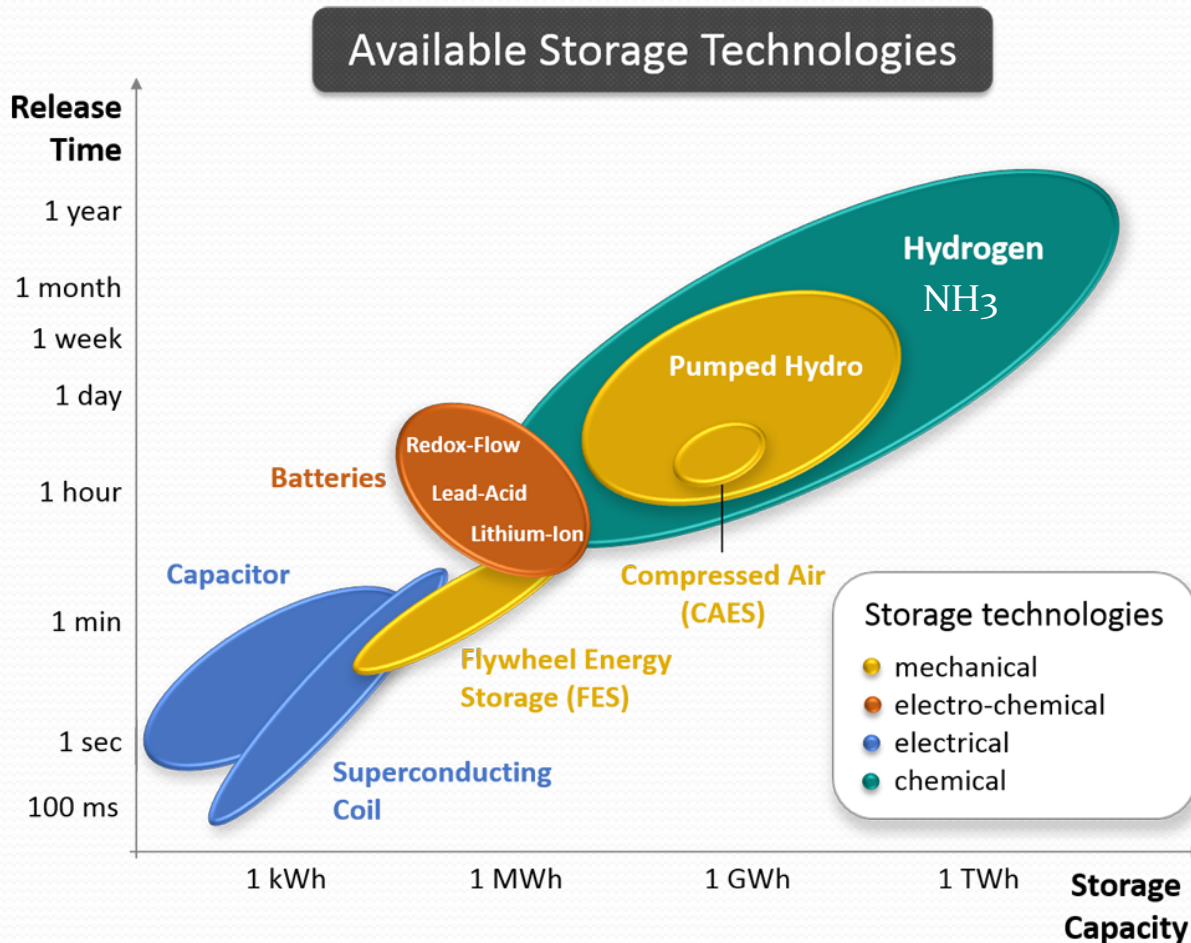 Available Storage Technologies
Release
Time
1 year
1 month
1 week
1 day
1 hour
1 min
1 sec
100 ms
Hydrogen
NH3
Pumped Hydro
Redox-Flow
Lead-Acid
Lithium-Ion
Batteries
Compressed Air
(CAES)
Capacitor
Flywheel Energy
Storage (FES)
Superconducting
Coil
Storage technologies
mechanical
electro-chemical
electrical
chemical
1 kWh
1 MWh
1 GWh
1 TWh
Storage
Capacity